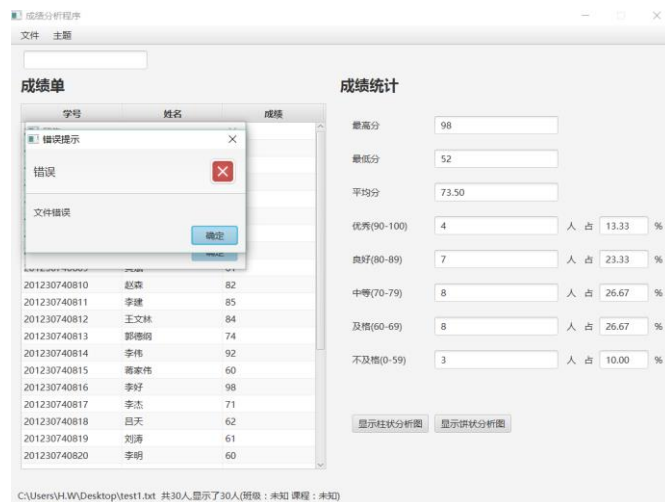 成绩分析程序
文件 主题
成绩单
学号 姓名 成绩
错误提示
错误
文件错误
确定
201230740810 赵森 82
201230740811 李建 85
201230740812 王文林 84
201230740813 郭德纲 74
201230740814 李伟 92
201230740815 蒋家伟 60
201230740816 李好 98
201230740817 李杰 71
201230740818 吕天 62
201230740819 刘涛 61
201230740820 李明 60
成绩统计
最高分 98
最低分 52
平均分 73.50
优秀(90-100) 4 人 占 13.33 %
良好(80-89) 7 人 占 23.33 %
中等(70-79) 8 人 占 26.67 %
及格(60-69) 8 人 占 26.67 %
不及格(0-59) 3 人 占 10.00 %
显示柱状分析图 显示饼状分析图
C:\Users\H.W\Desktop\test1.txt 共30人,显示了30人(班级：未知 课程：未知)